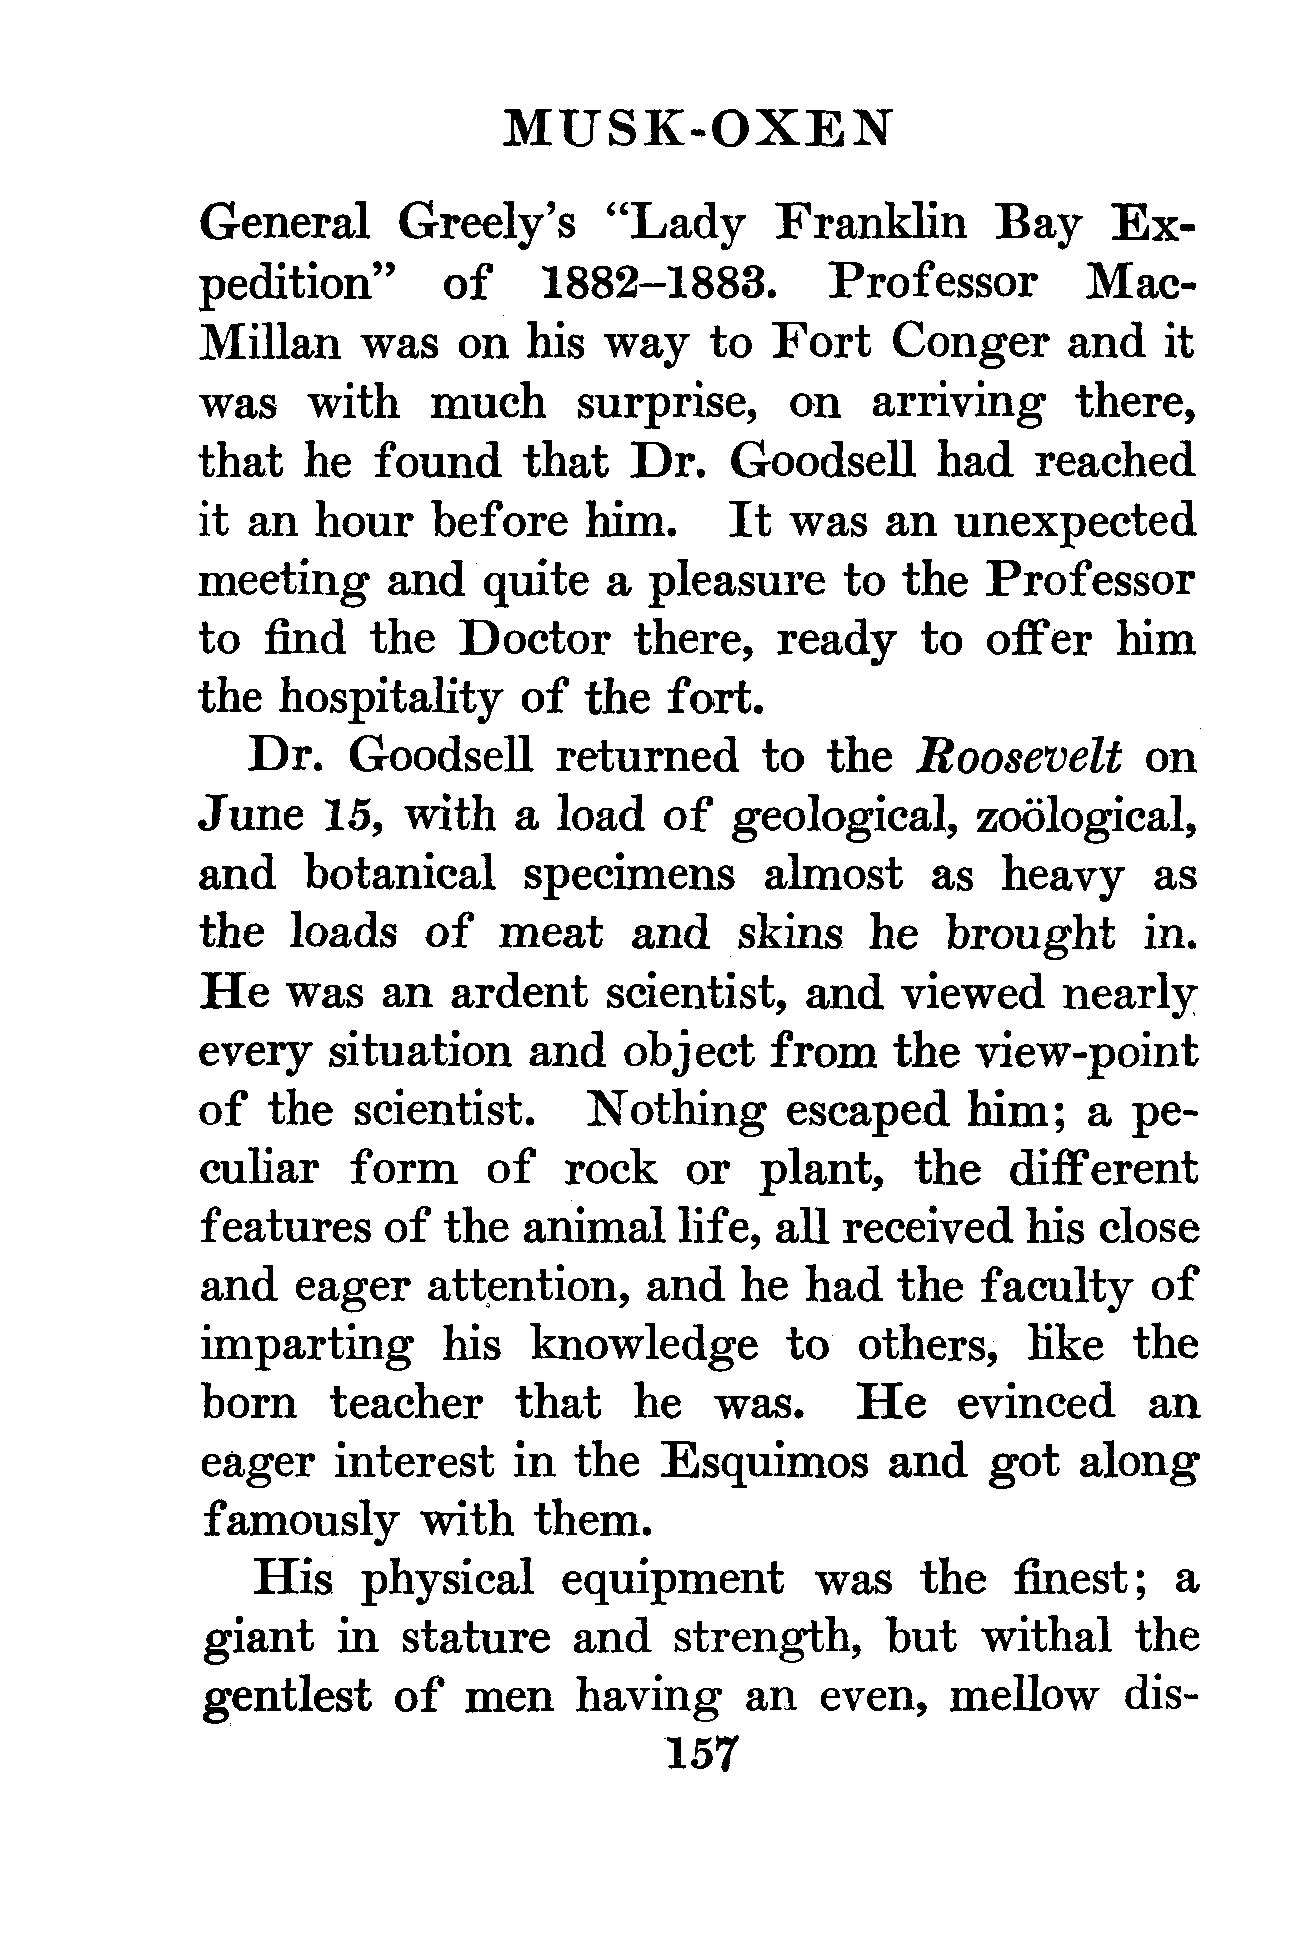 MUSK-OXEN
General Greely's “Lady Franklin Bay Ex-
pedition” of 1882–1883. Professor Mac-
Millan was on his way to Fort Conger and it
was with much surprise, on arriving there,
that he found that Dr. Goodsell had reached
it an hour before him. It was an unexpected
meeting and quite a pleasure to the Professor
to find the Doctor there, ready to offer him
the hospitality of the fort.
Dr. Goodsell returned to the Roosevelt on
June 15, with a load of geological, zoölogical,
and botanical specimens almost as heavy as
the loads of meat and skins he brought in.
He was an ardent scientist, and viewed nearly
every situation and object from the view-point
of the scientist. Nothing escaped him; a pe-
culiar form of rock or plant, the different
features of the animal life, all received his close
and eager attention, and he had the faculty of
imparting his knowledge to others, like the
born teacher that he was. He evinced an
eager interest in the Esquimos and got along
famously with them.
His physical equipment was the finest; a
giant in stature and strength, but withal the
gentlest of men having an even, mellow dis-
157